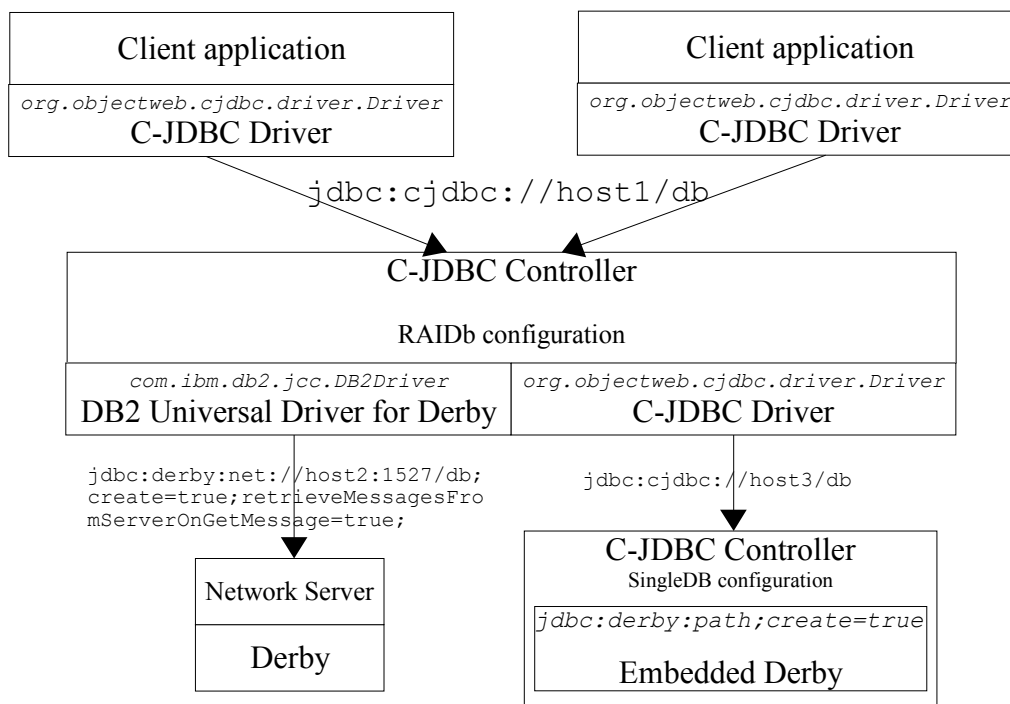 Client application
org.objectweb.cjdbc.driver.Driver
C-JDBC Driver
Client application
org.objectweb.cjdbc.driver.Driver
C-JDBC Driver
jdbc:cjdbc://host1/db
C-JDBC Controller
RAIDb configuration
com.ibm.db2.jcc.DB2Driver
DB2 Universal Driver for Derby
org.objectweb.cjdbc.driver.Driver
C-JDBC Driver
jdbc:derby:net://host2:1527/db;
create=true;retrieveMessagesFro
mServerOnGetMessage=true;
jdbc:cjdbc://host3/db
Network Server
Derby
C-JDBC Controller
SingleDB configuration
jdbc:derby:path;create=true
Embedded Derby